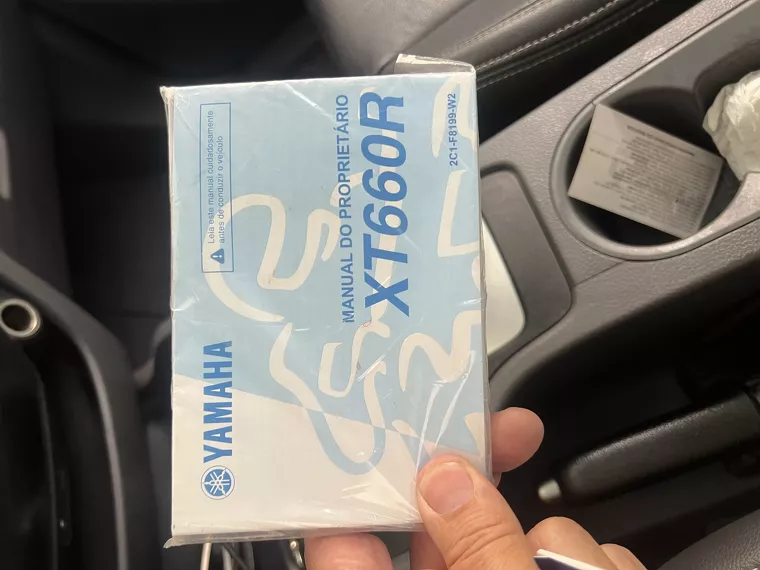 YAMAHA
Leia este manual cuidadosamente
antes de conduzir o veículo
MANUAL DO PROPRIETÁRIO
XT660R
2C1-F8199-W2